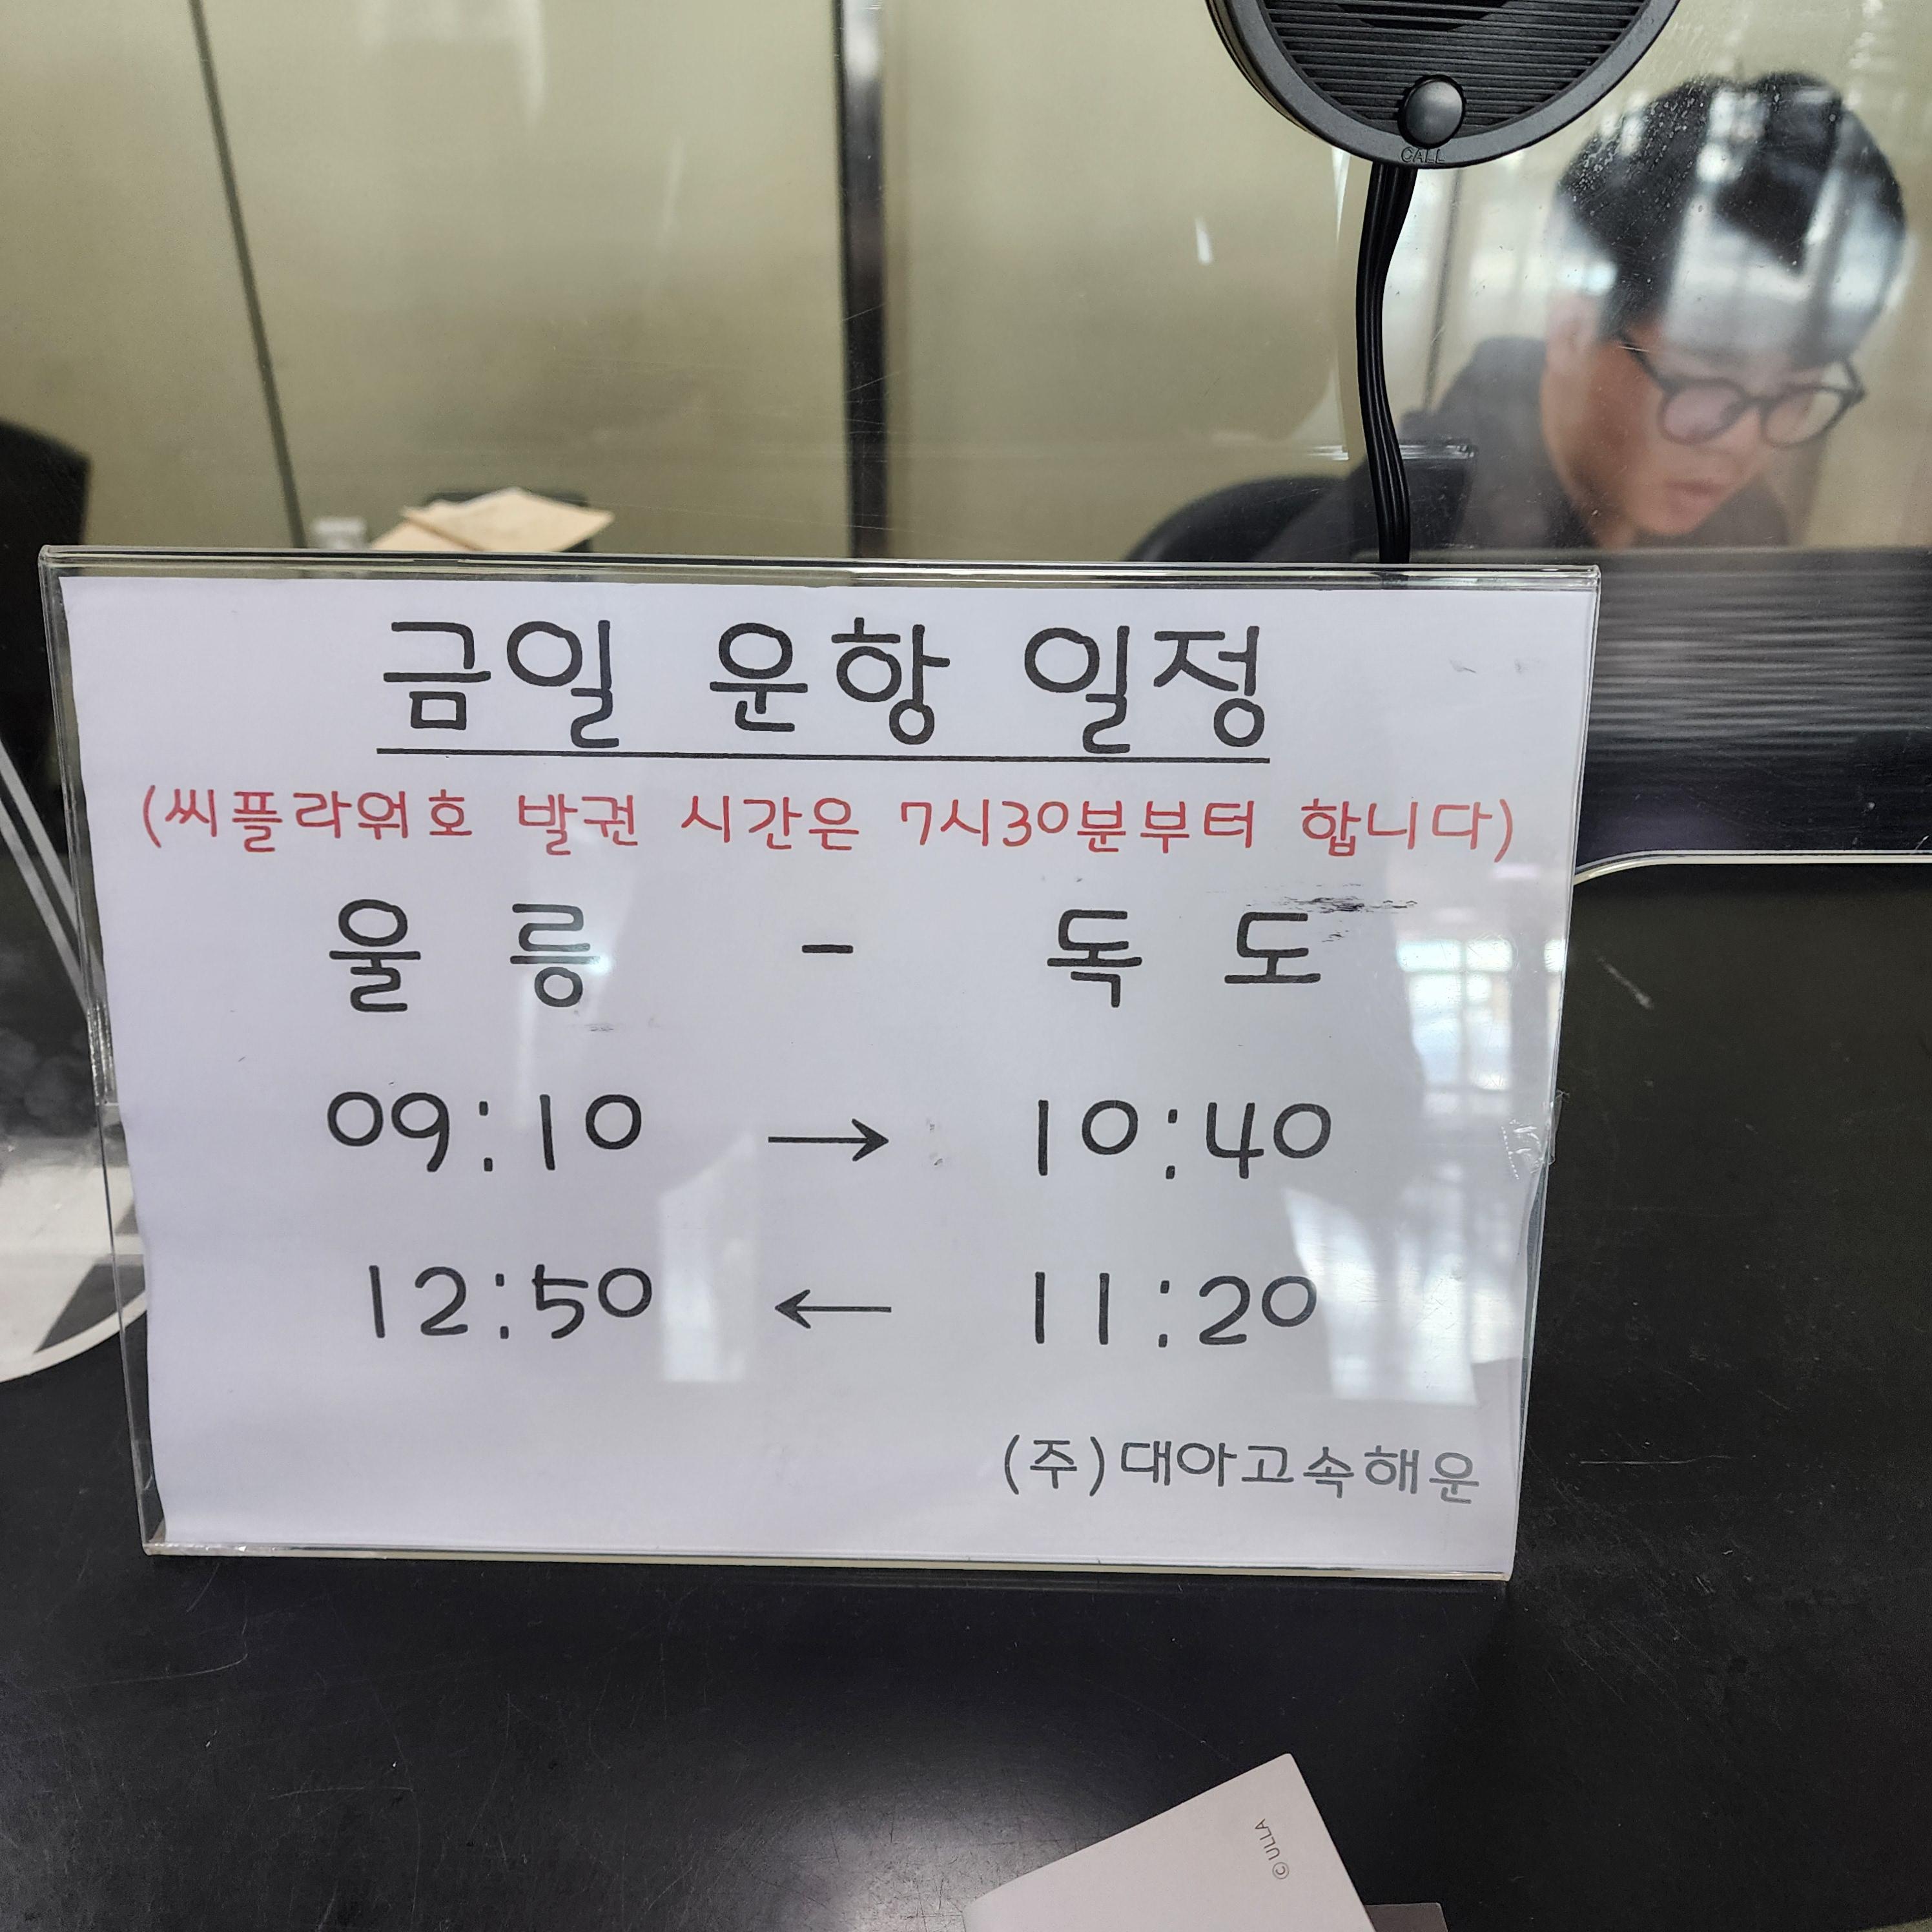 CALL
금일 운항 일정
(씨플라워호 발권 시간은 7시30분부터 합니다)
울 릉 - 독 도
09:10 → 10:40
12:50 ← 11:20
(주)대아고속해운
© ULLA